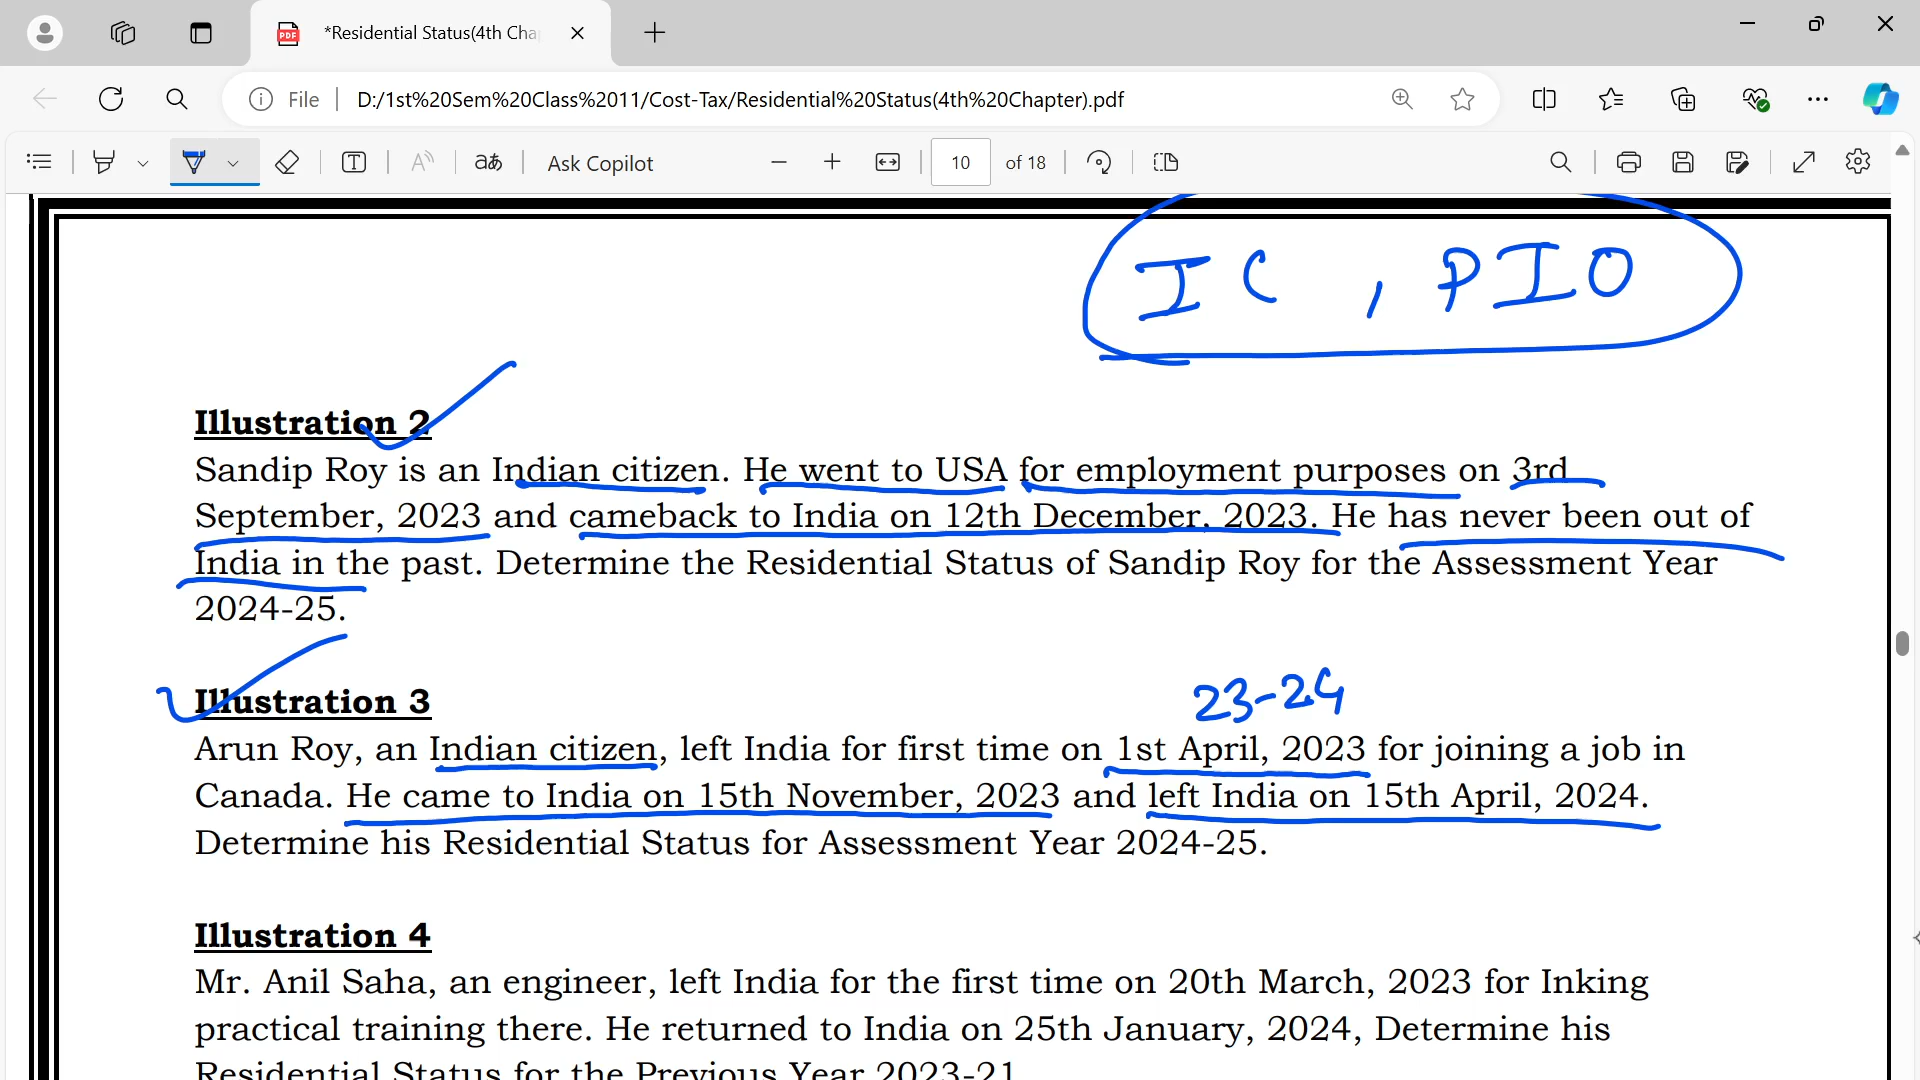 *Residential Status(4th Cha
File
D:/1st%20Sem%20Class%2011/Cost-Tax/Residential%20Status(4th%20Chapter).pdf
Ask Copilot
10 of 18
IC , PIO
Illustration 2
Sandip Roy is an Indian citizen. He went to USA for employment purposes on 3rd
September, 2023 and cameback to India on 12th December, 2023. He has never been out of
India in the past. Determine the Residential Status of Sandip Roy for the Assessment Year
2024-25.
23-24
Illustration 3
Arun Roy, an Indian citizen, left India for first time on 1st April, 2023 for joining a job in
Canada. He came to India on 15th November, 2023 and left India on 15th April, 2024.
Determine his Residential Status for Assessment Year 2024-25.
Illustration 4
Mr. Anil Saha, an engineer, left India for the first time on 20th March, 2023 for Inking
practical training there. He returned to India on 25th January, 2024, Determine his
Residential Status for the Previous Year 2023-21